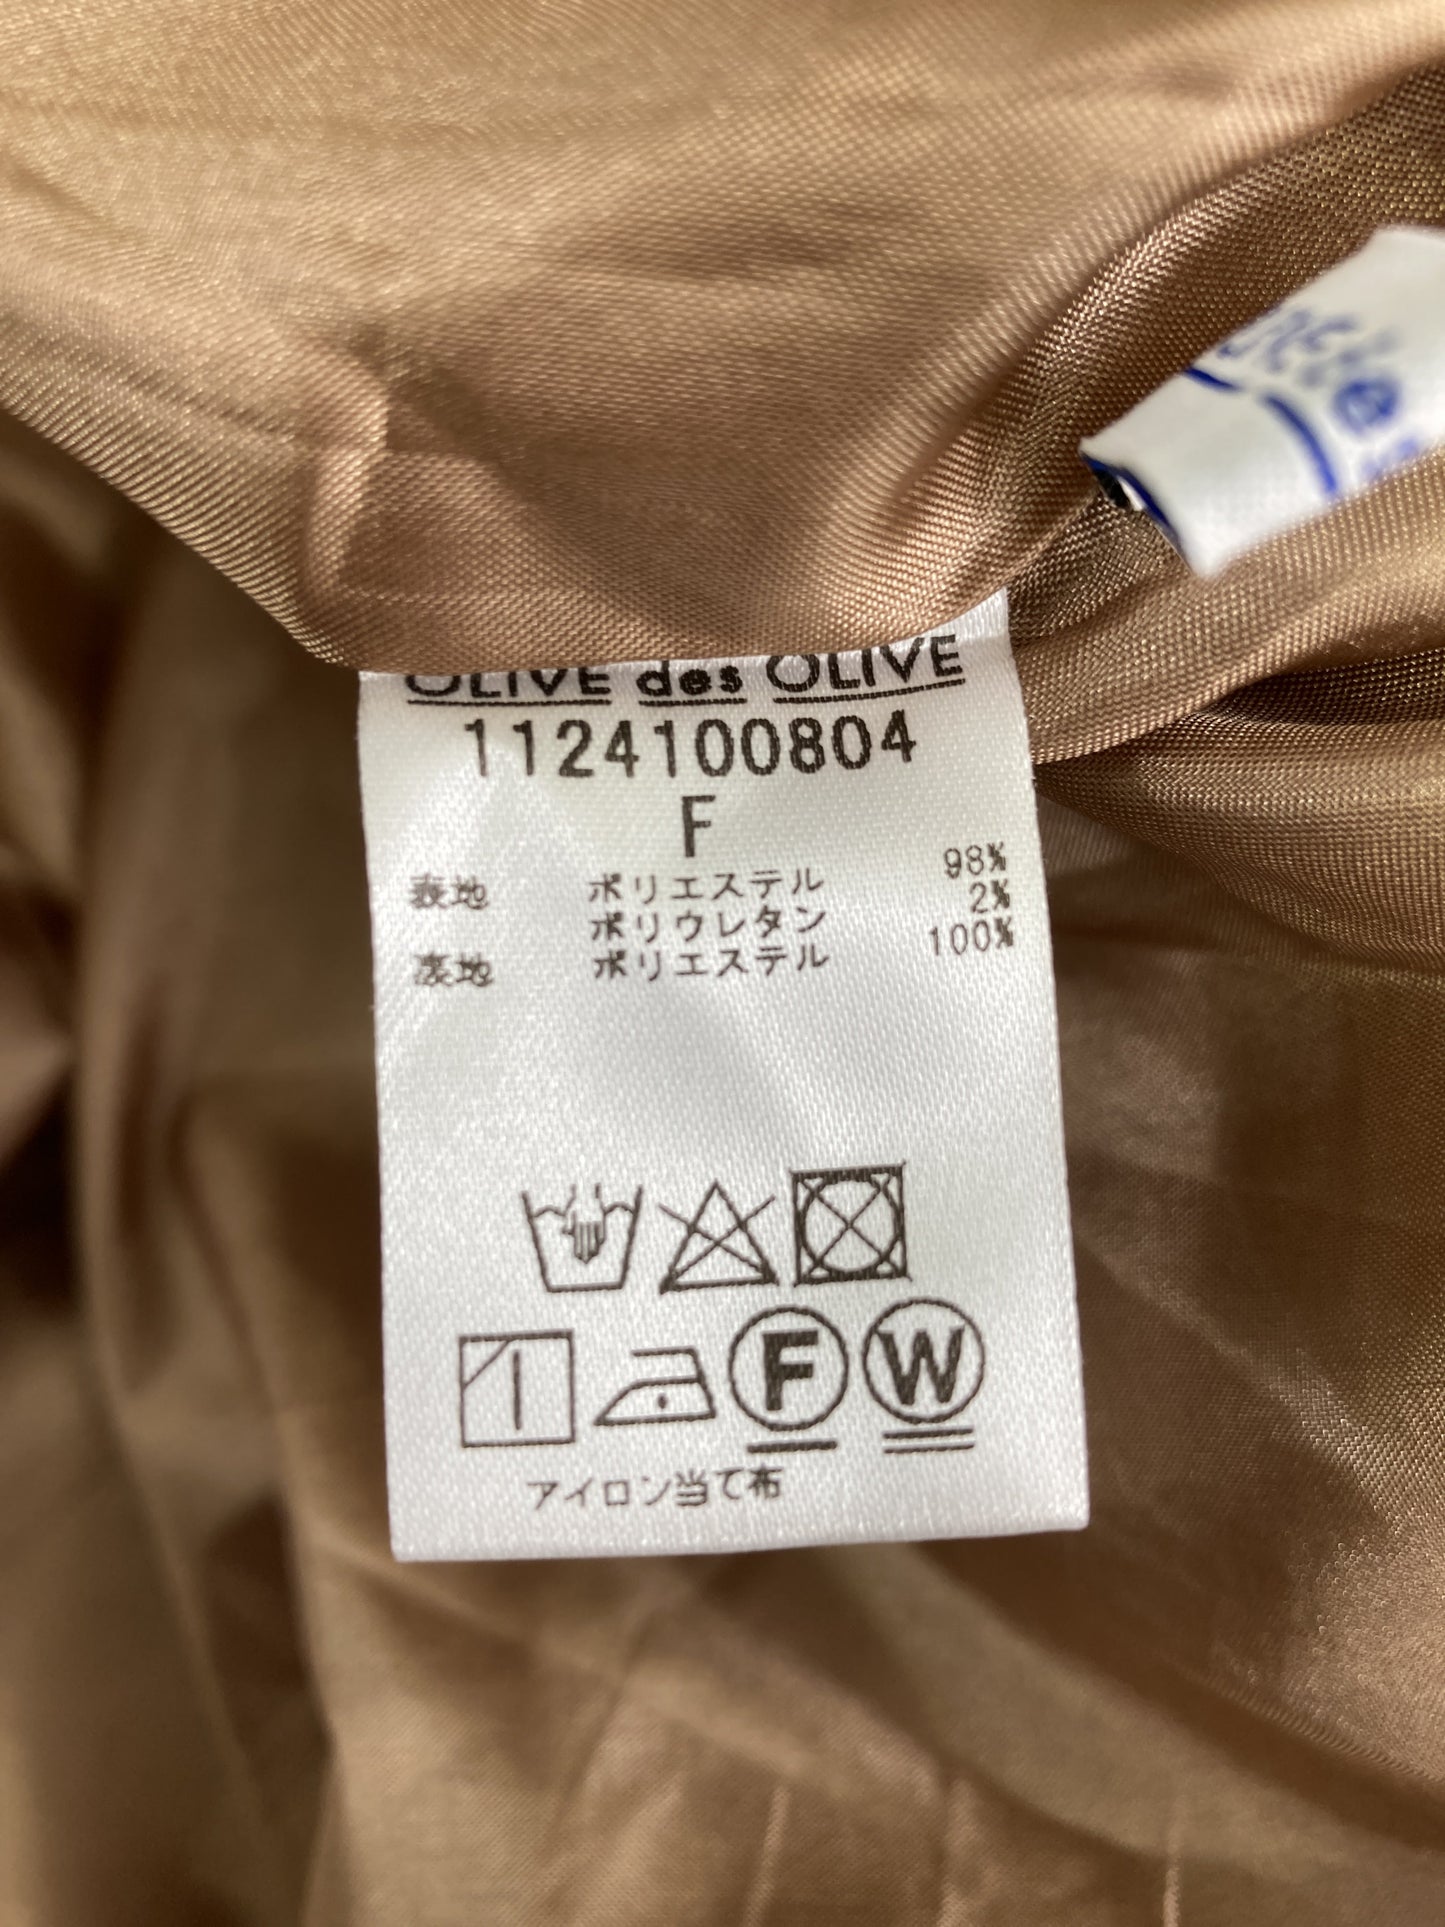 OLIVE des OLIVE
1124100804
F
表地 ポリエステル 98%
ポリウレタン 2%
裏地 ポリエステル 100%
F W
アイロン当て布